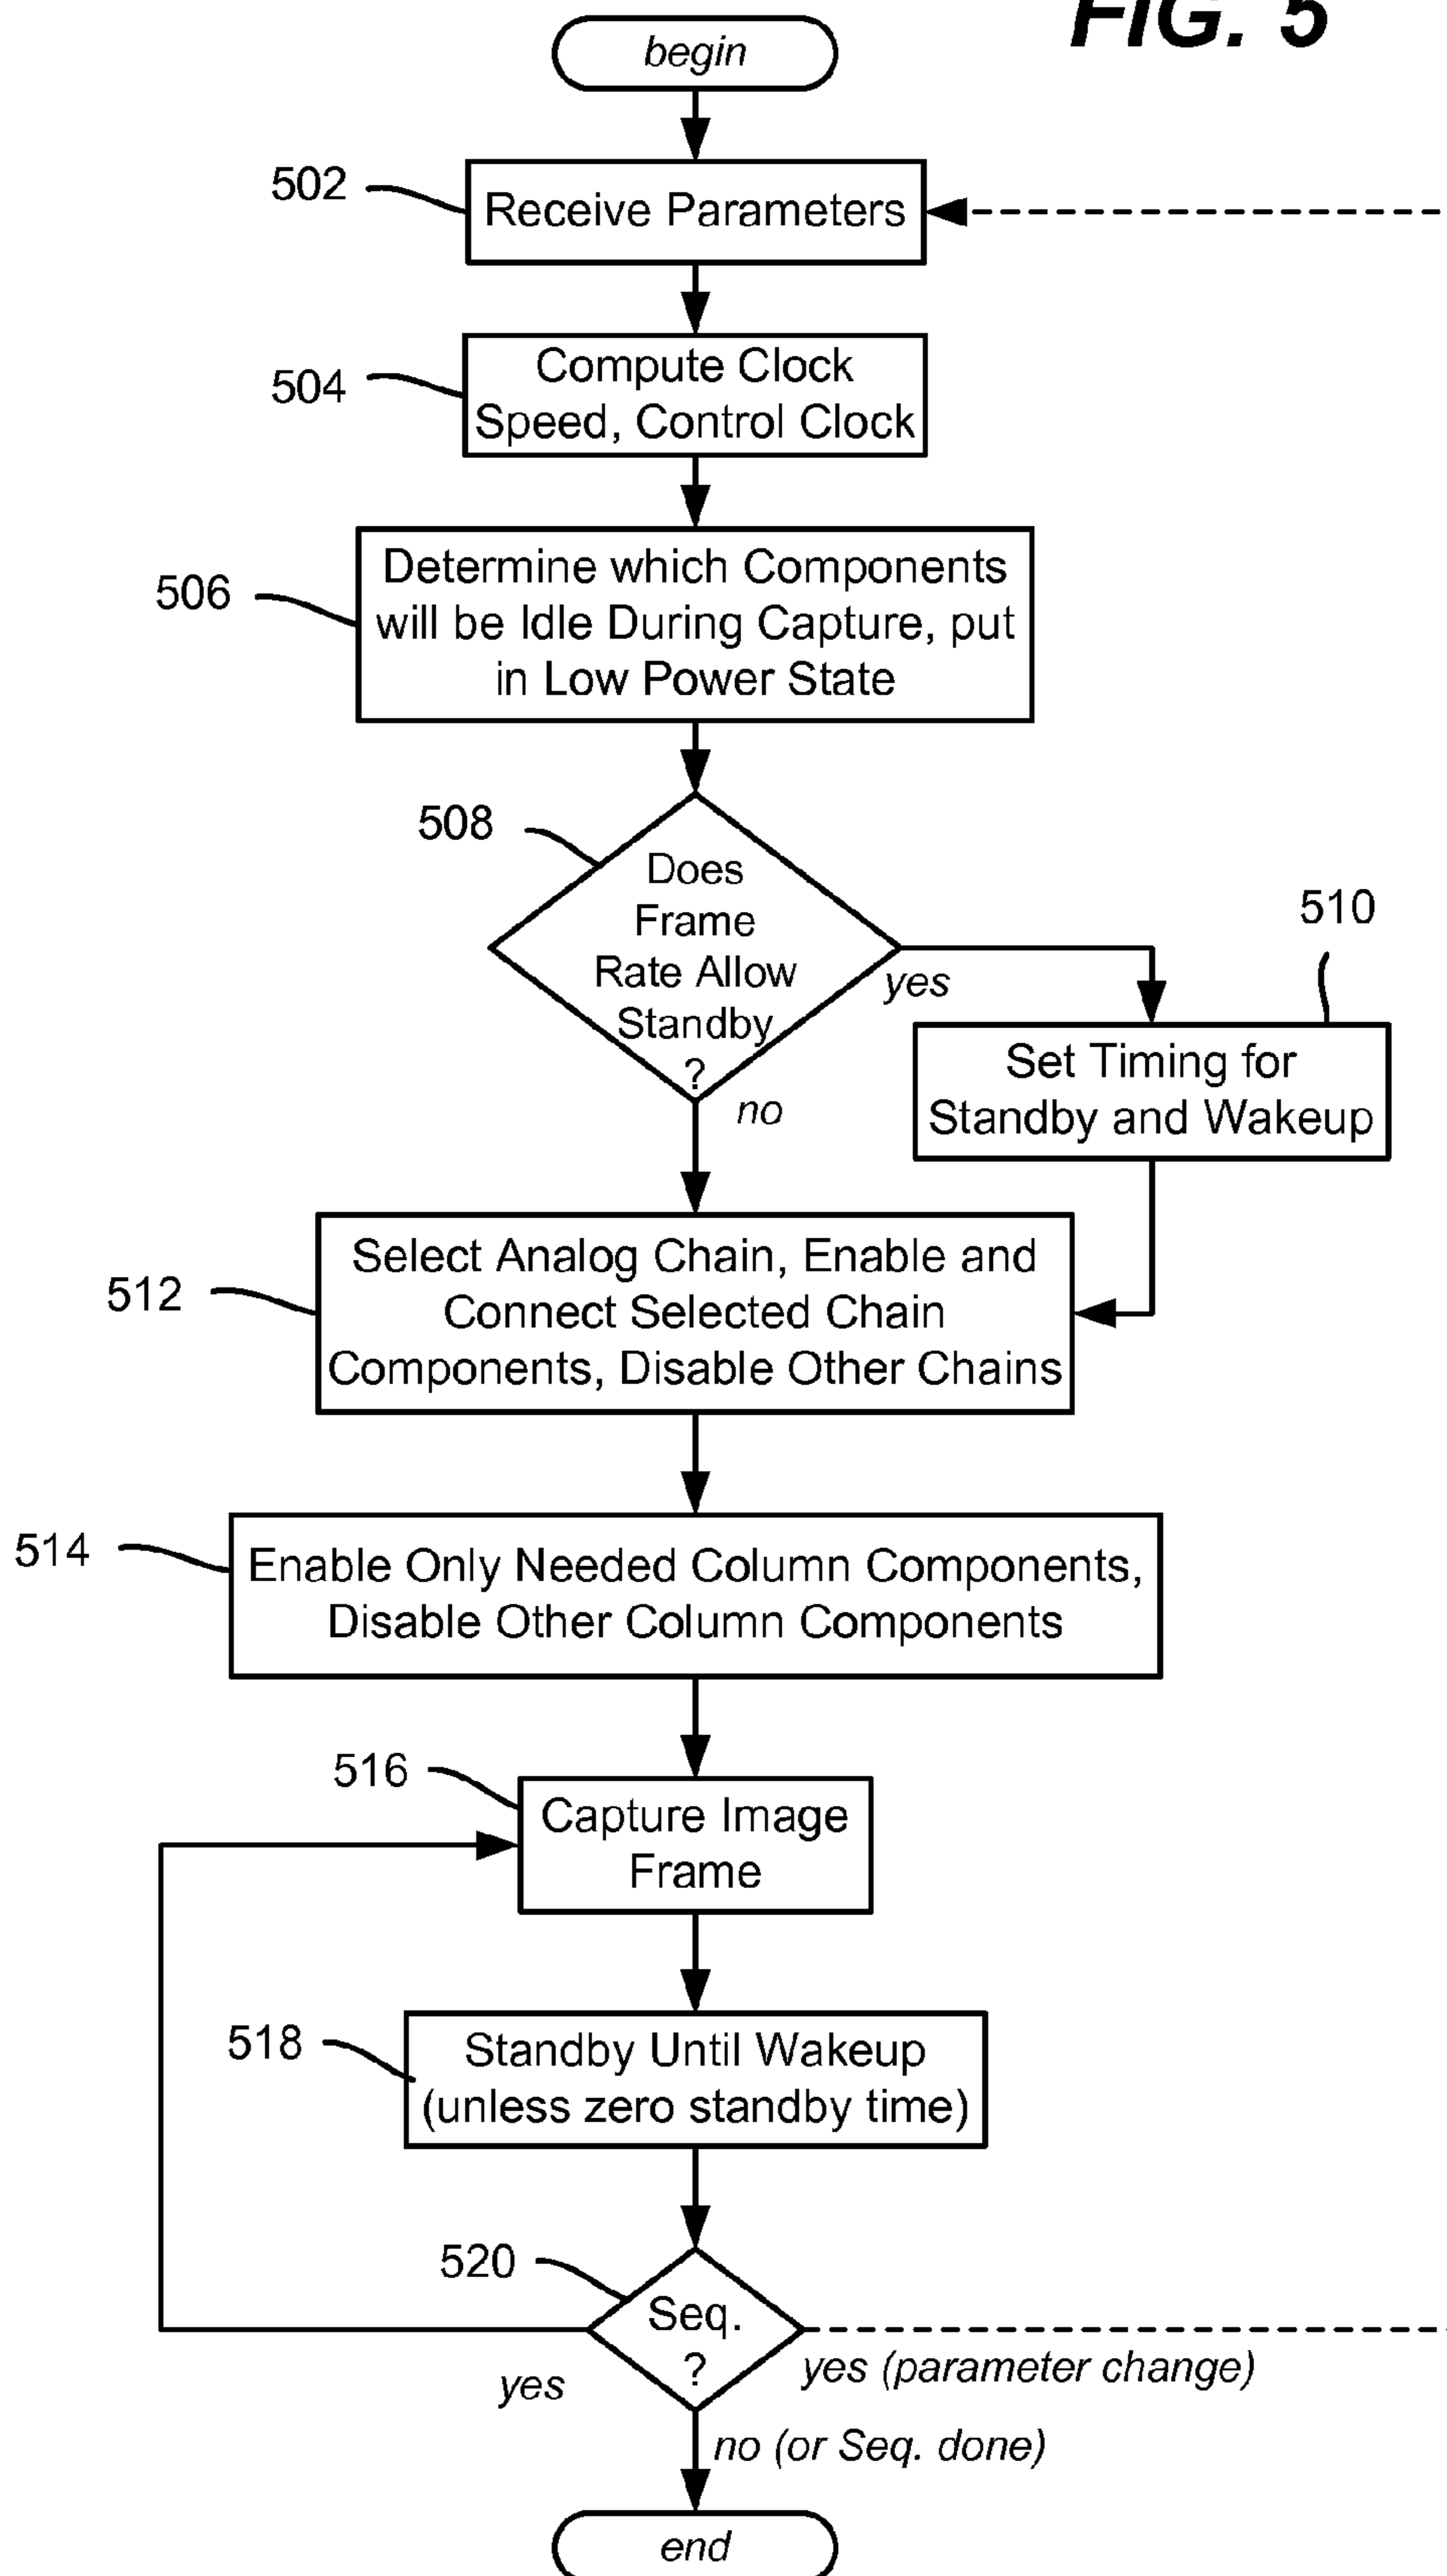 FIG. 5
begin
502
Receive Parameters
504
Compute Clock
Speed, Control Clock
506
Determine which Components
will be Idle During Capture, put
in Low Power State
508
Does
Frame
Rate Allow
Standby
?
yes
no
510
Set Timing for
Standby and Wakeup
512
Select Analog Chain, Enable and
Connect Selected Chain
Components, Disable Other Chains
514
Enable Only Needed Column Components,
Disable Other Column Components
516
Capture Image
Frame
518
Standby Until Wakeup
(unless zero standby time)
520
Seq.
?
yes
yes (parameter change)
no (or Seq. done)
end